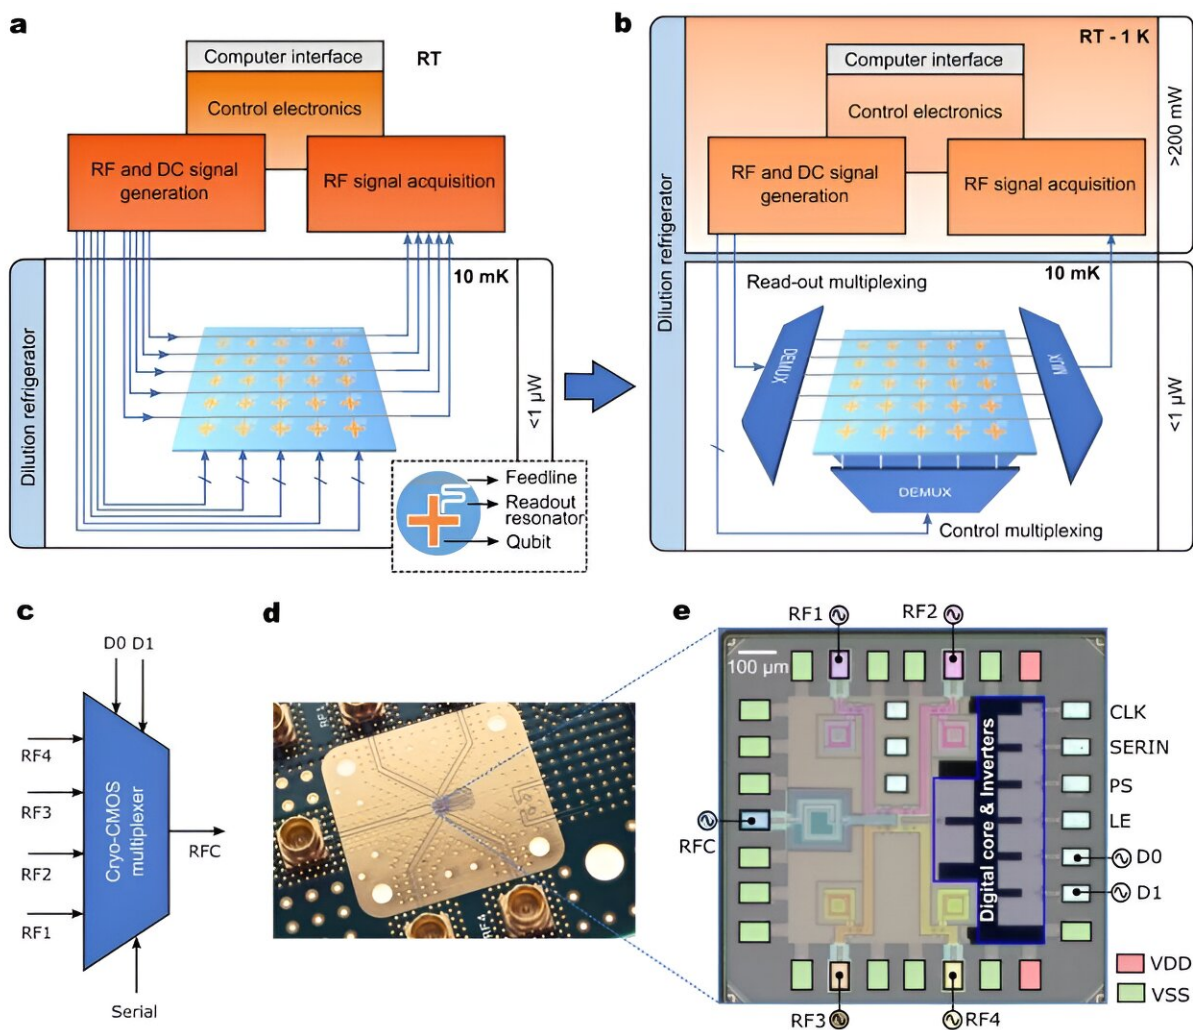 a
Computer interface
RT
Control electronics
RF and DC signal
generation
RF signal acquisition
10 mK
Dilution refrigerator
<1 µW
Feedline
Readout
resonator
Qubit
b
RT - 1 K
Computer interface
Control electronics
RF and DC signal
generation
RF signal acquisition
>200 mW
Dilution refrigerator
10 mK
Read-out multiplexing
DEMUX
MUX
DEMUX
Control multiplexing
<1 µW
c
D0 D1
RF4
RF3
RF2
RF1
Cryo-CMOS
multiplexer
RFC
Serial
d
RF1
RF4
e
RF1
RF2
100 µm
CLK
SERIN
PS
LE
D0
D1
RFC
Digital core & Inverters
RF3
RF4
VDD
VSS